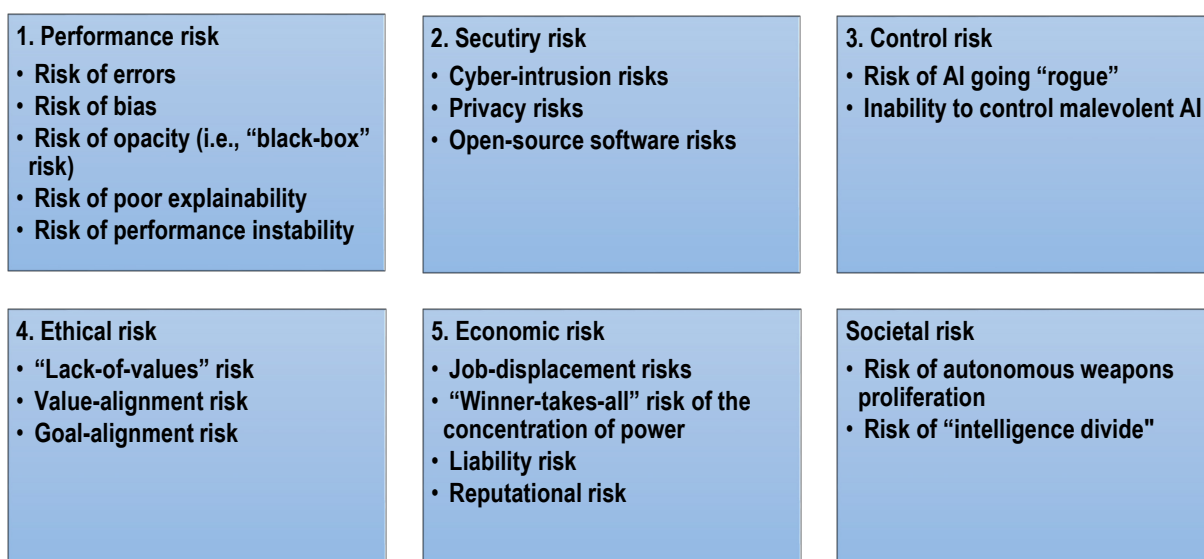 1. Performance risk
• Risk of errors
• Risk of bias
• Risk of opacity (i.e., “black-box”
risk)
• Risk of poor explainability
• Risk of performance instability
2. Secutiry risk
• Cyber-intrusion risks
• Privacy risks
• Open-source software risks
3. Control risk
• Risk of AI going “rogue”
• Inability to control malevolent AI
4. Ethical risk
• “Lack-of-values” risk
• Value-alignment risk
• Goal-alignment risk
5. Economic risk
• Job-displacement risks
• “Winner-takes-all” risk of the
concentration of power
• Liability risk
• Reputational risk
Societal risk
• Risk of autonomous weapons
proliferation
• Risk of “intelligence divide"